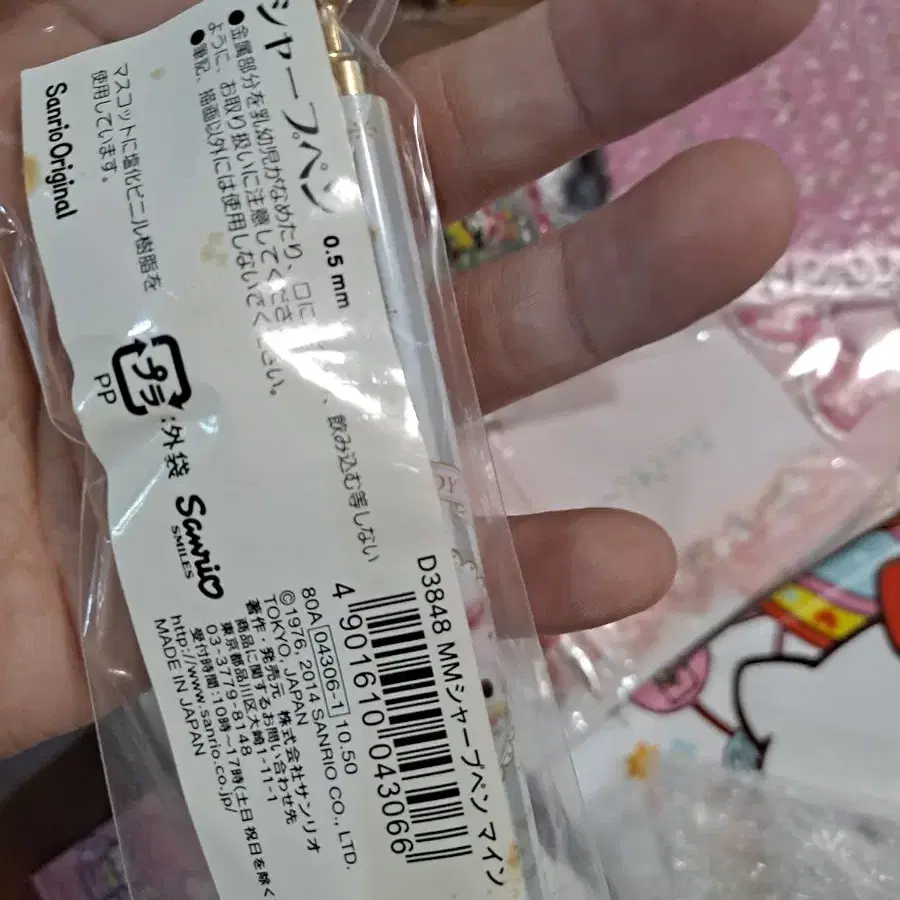 シャープペン 0.5 mm
●金属部分を乳幼児がなめたり、口に 、飲み込む等しない
ように、お取り扱いに注意してくださ
●筆記、描画以外には使用しないでください。
マスコットに塩化ビニル樹脂を
使用しています。
Sanrio Original
プラ
PP
:外袋
Sanrio
SMILES
D3848 MMシャープペン マイン
4 901610 043066
80A 04306-1 10.50
©1976, 2014 SANRIO CO., LTD.
TOKYO, JAPAN
著作・発売元 株式会社サンリオ
商品に関するお問い合わせ先
東京都品川区大崎1-11-1
03-3779-8148
受付時間:10時～17時(土日 祝日を除く
http://www.sanrio.co.jp/
MADE IN JAPAN